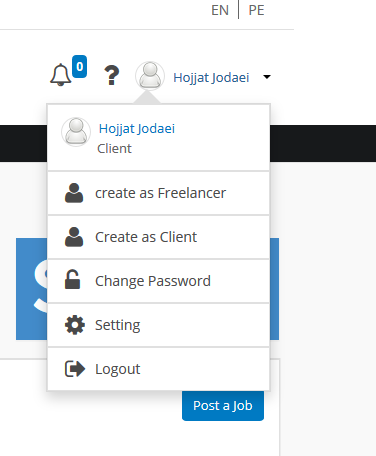 EN | PE
0
?
Hojjat Jodaei
Hojjat Jodaei
Client
create as Freelancer
Create as Client
Change Password
Setting
Logout
Post a Job